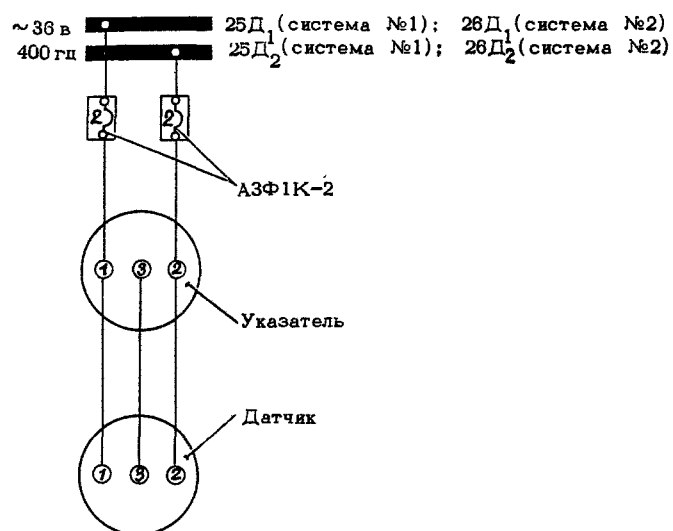 ~36 в 25Д1(система №1); 26Д1(система №2)
400 гц 25Д2(система №1); 26Д2(система №2)
2 2
АЗФ1К-2
1 3 2
Указатель
Датчик
1 3 2